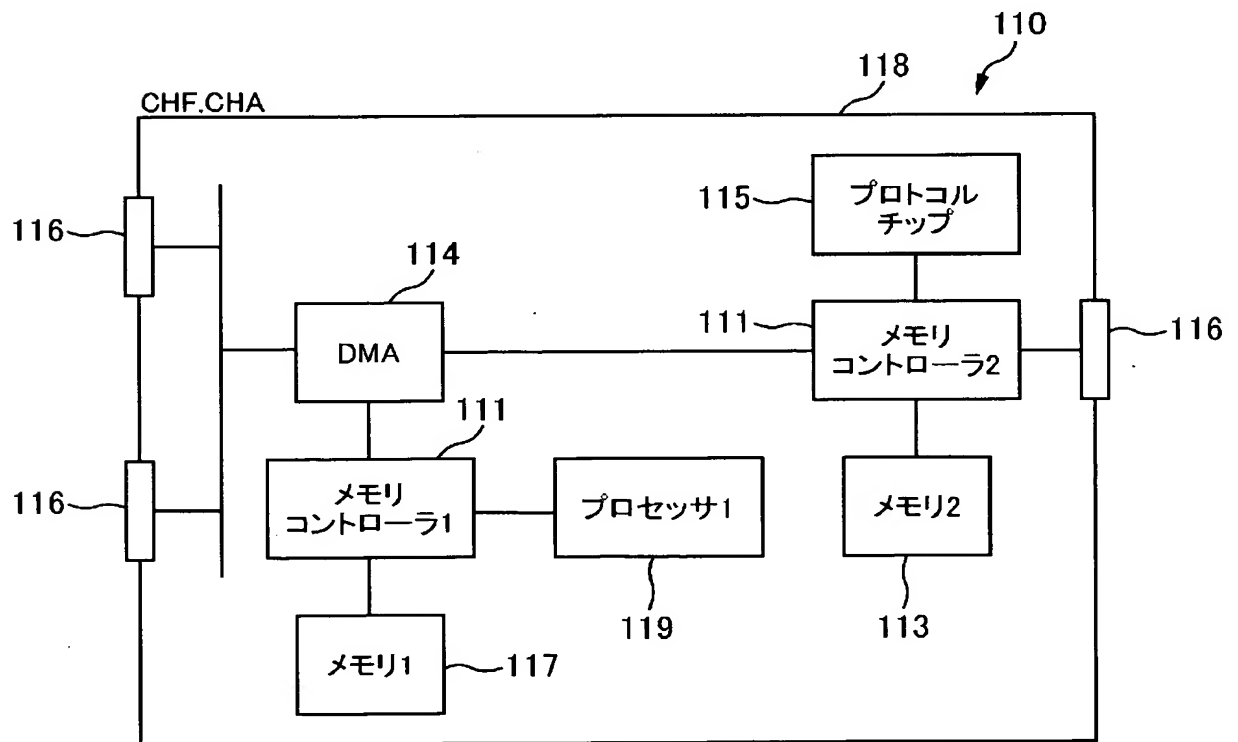 110
118
CHF.CHA
115
プロトコル
チップ
116
114
DMA
111
メモリ
コントローラ2
116
111
116
メモリ
コントローラ1
プロセッサ1
メモリ2
119
113
メモリ1
117